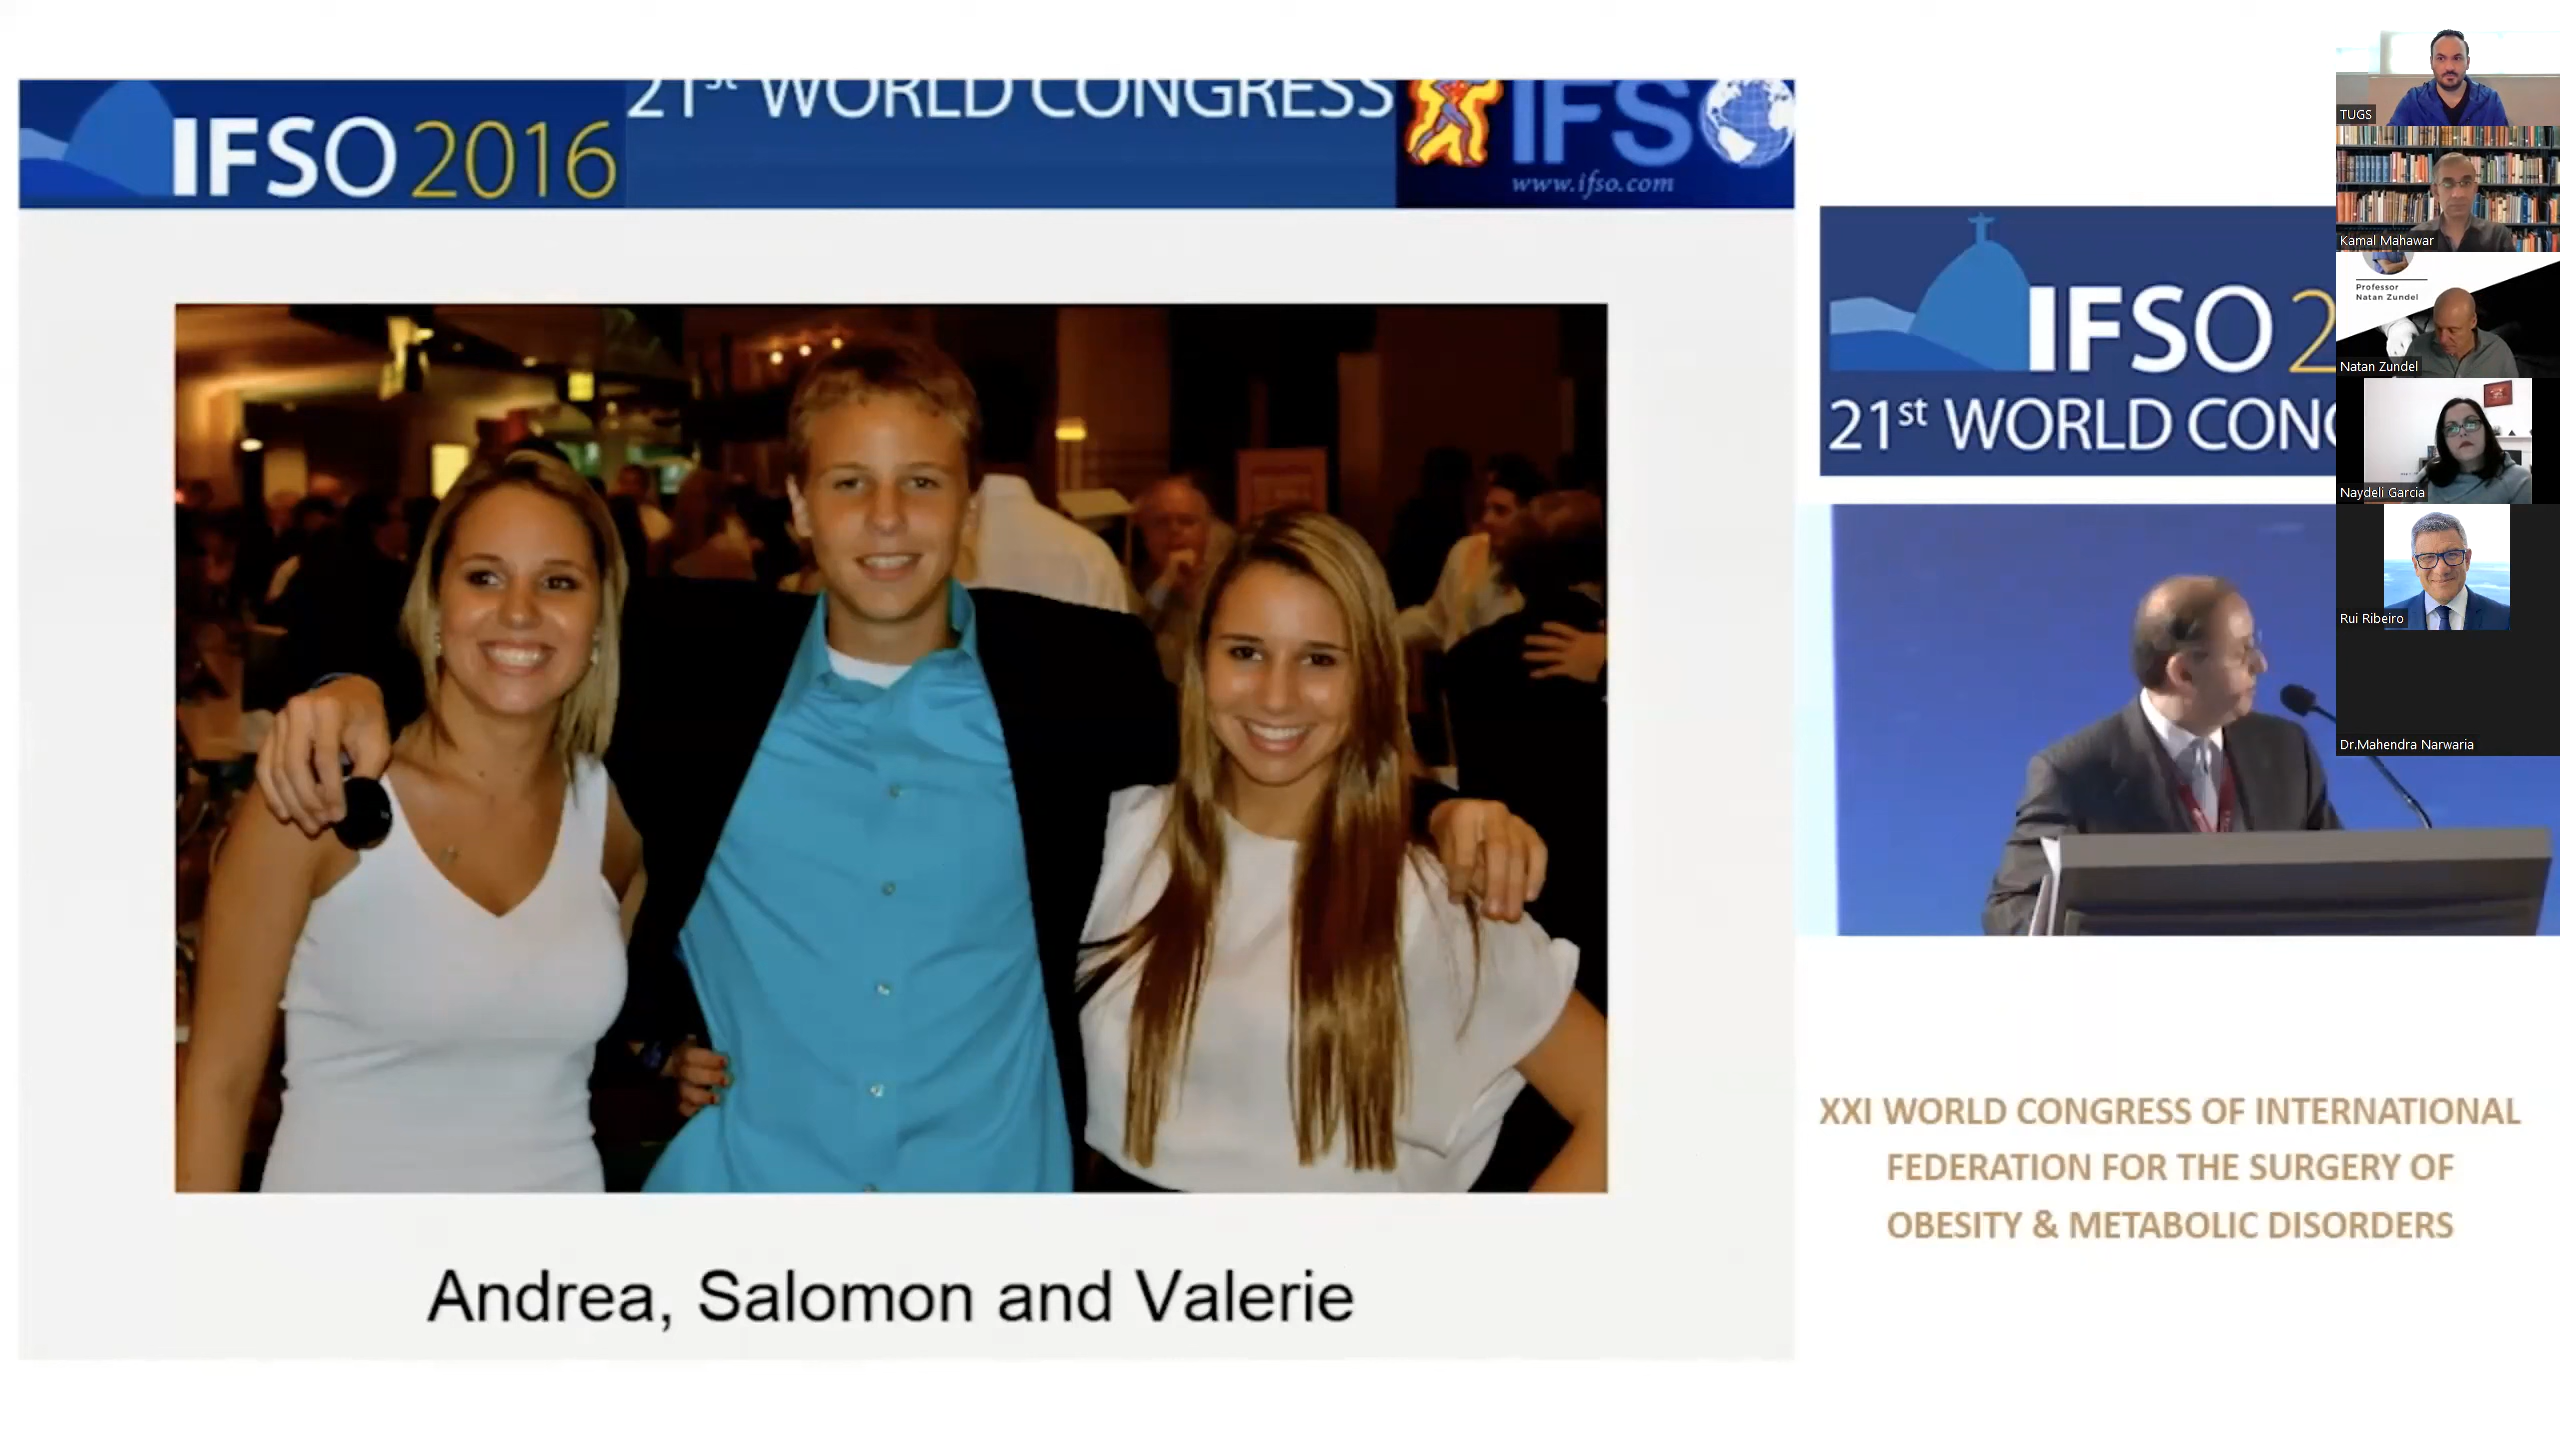 IFSO 2016
21st WORLD CONGRESS
IFSO
www.ifso.com
Andrea, Salomon and Valerie
IFSO 2
21st WORLD CONG
XXI WORLD CONGRESS OF INTERNATIONAL
FEDERATION FOR THE SURGERY OF
OBESITY & METABOLIC DISORDERS
TUGS
Kamal Mahawar
Professor
Natan Zundel
Natan Zundel
Naydeli Garcia
Rui Ribeiro
Dr.Mahendra Narwaria